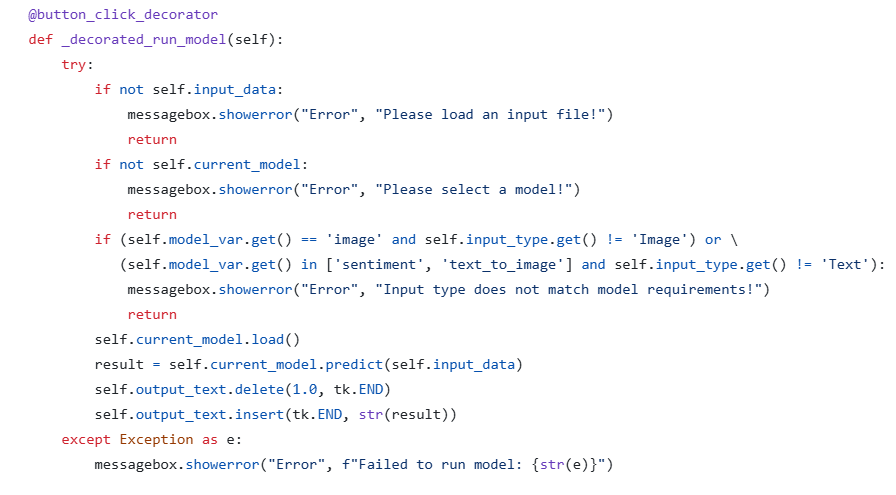 @button_click_decorator
def _decorated_run_model(self):
    try:
        if not self.input_data:
            messagebox.showerror("Error", "Please load an input file!")
            return
        if not self.current_model:
            messagebox.showerror("Error", "Please select a model!")
            return
        if (self.model_var.get() == 'image' and self.input_type.get() != 'Image') or \
           (self.model_var.get() in ['sentiment', 'text_to_image'] and self.input_type.get() != 'Text'):
            messagebox.showerror("Error", "Input type does not match model requirements!")
            return
        self.current_model.load()
        result = self.current_model.predict(self.input_data)
        self.output_text.delete(1.0, tk.END)
        self.output_text.insert(tk.END, str(result))
    except Exception as e:
        messagebox.showerror("Error", f"Failed to run model: {str(e)}")